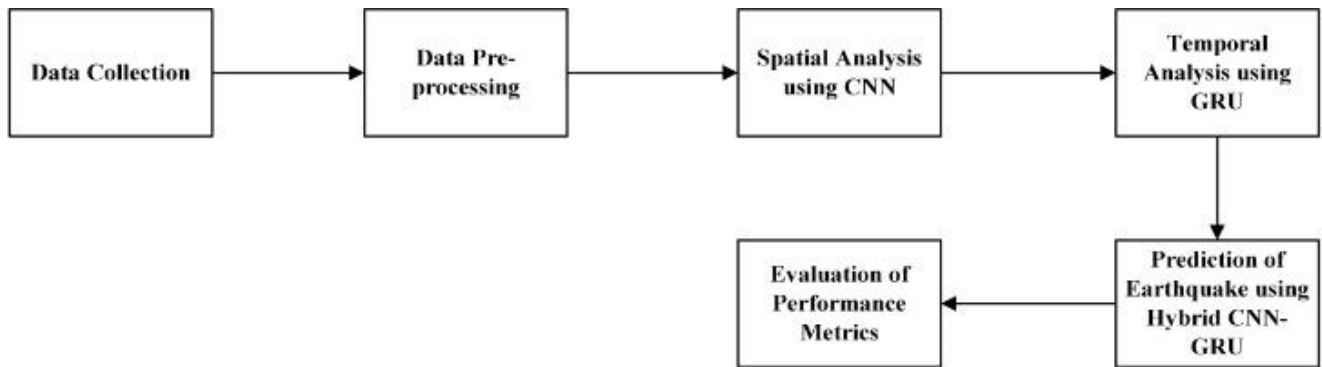 Data Collection
Data Pre-
processing
Spatial Analysis
using CNN
Temporal
Analysis using
GRU
Prediction of
Earthquake using
Hybrid CNN-
GRU
Evaluation of
Performance
Metrics